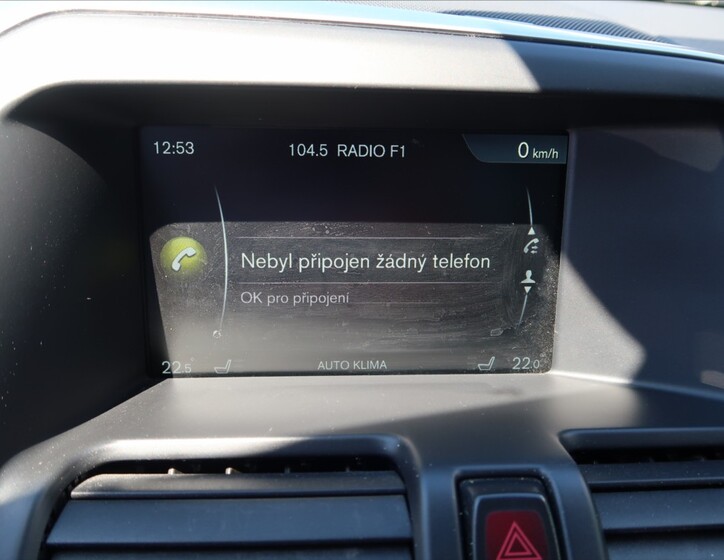 12:53 104.5 RADIO F1 0 km/h
Nebyl připojen žádný telefon
OK pro připojení
22.5 AUTO KLIMA 22.0